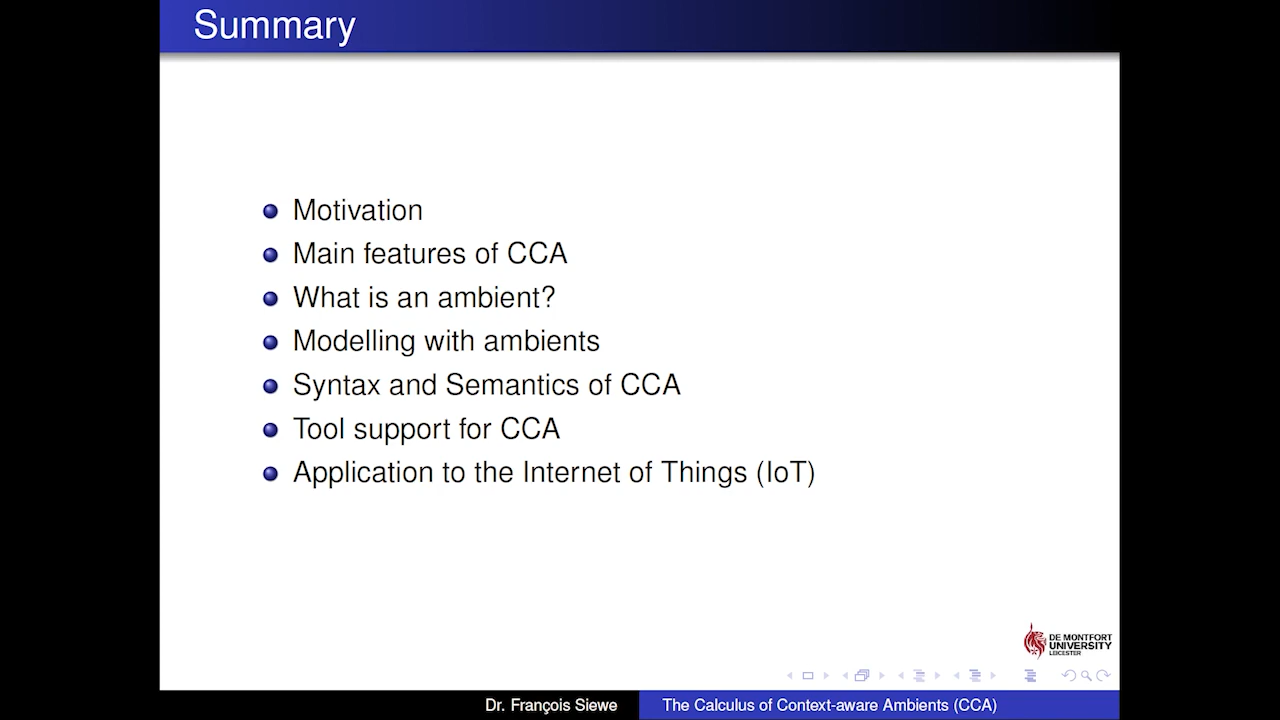 Summary
Motivation
Main features of CCA
What is an ambient?
Modelling with ambients
Syntax and Semantics of CCA
Tool support for CCA
Application to the Internet of Things (IoT)
DE MONTFORT
UNIVERSITY
LEICESTER
Dr. François Siewe
The Calculus of Context-aware Ambients (CCA)